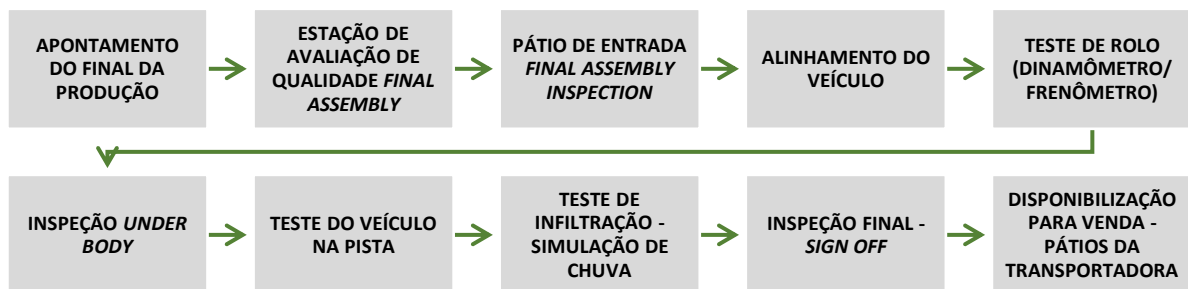 APONTAMENTO
DO FINAL DA
PRODUÇÃO
ESTAÇÃO DE
AVALIAÇÃO DE
QUALIDADE FINAL
ASSEMBLY
PÁTIO DE ENTRADA
FINAL ASSEMBLY
INSPECTION
ALINHAMENTO DO
VEÍCULO
TESTE DE ROLO
(DINAMÔMETRO/
FRENÔMETRO)
INSPEÇÃO UNDER
BODY
TESTE DO VEÍCULO
NA PISTA
TESTE DE
INFILTRAÇÃO -
SIMULAÇÃO DE
CHUVA
INSPEÇÃO FINAL -
SIGN OFF
DISPONIBILIZAÇÃO
PARA VENDA -
PÁTIOS DA
TRANSPORTADORA